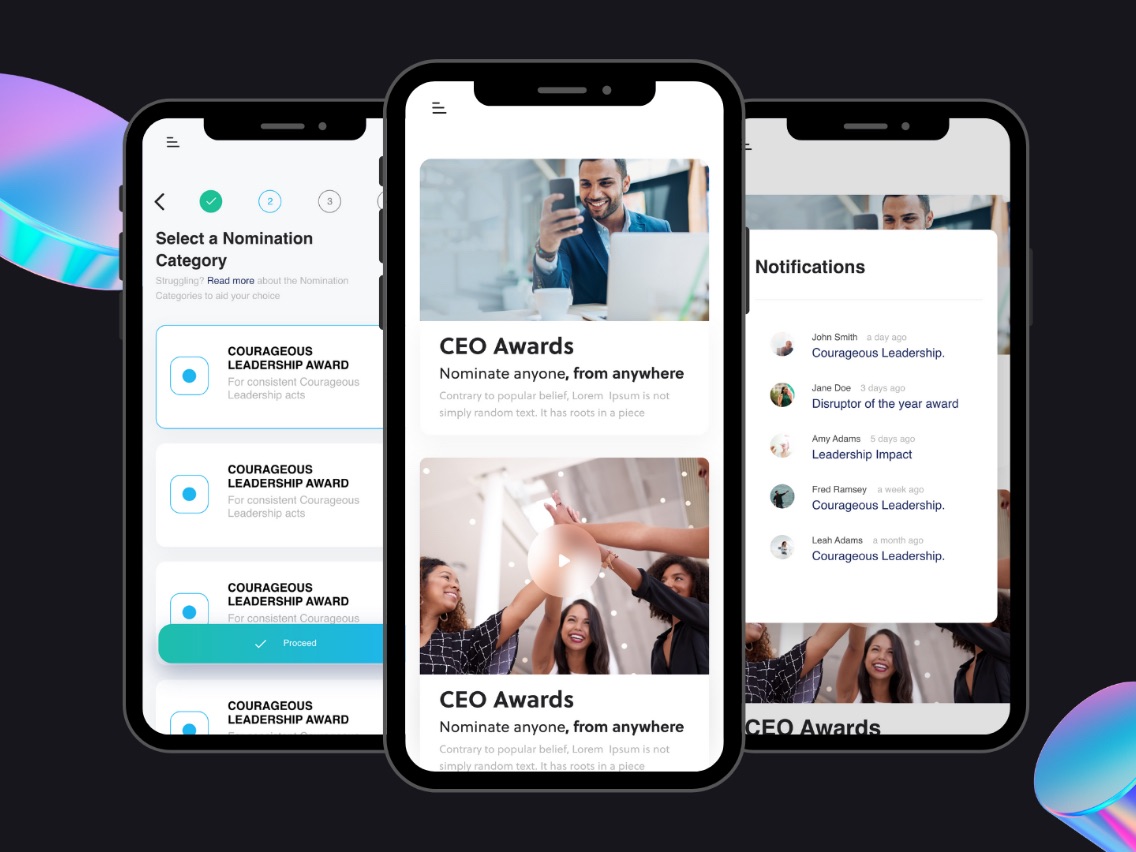 2
3
Select a Nomination
Category
Struggling? Read more about the Nomination
Categories to aid your choice
COURAGEOUS
LEADERSHIP AWARD
For consistent Courageous
Leadership acts
COURAGEOUS
LEADERSHIP AWARD
For consistent Courageous
Leadership acts
COURAGEOUS
LEADERSHIP AWARD
For consistent Courageous
Proceed
COURAGEOUS
LEADERSHIP AWARD
For consistent Courageous
CEO Awards
Nominate anyone, from anywhere
Contrary to popular belief, Lorem Ipsum is not
simply random text. It has roots in a piece
CEO Awards
Nominate anyone, from anywhere
Contrary to popular belief, Lorem Ipsum is not
simply random text. It has roots in a piece
Notifications
John Smith a day ago
Courageous Leadership.
Jane Doe 3 days ago
Disruptor of the year award
Amy Adams 5 days ago
Leadership Impact
Fred Ramsey a week ago
Courageous Leadership.
Leah Adams a month ago
Courageous Leadership.
CEO Awards